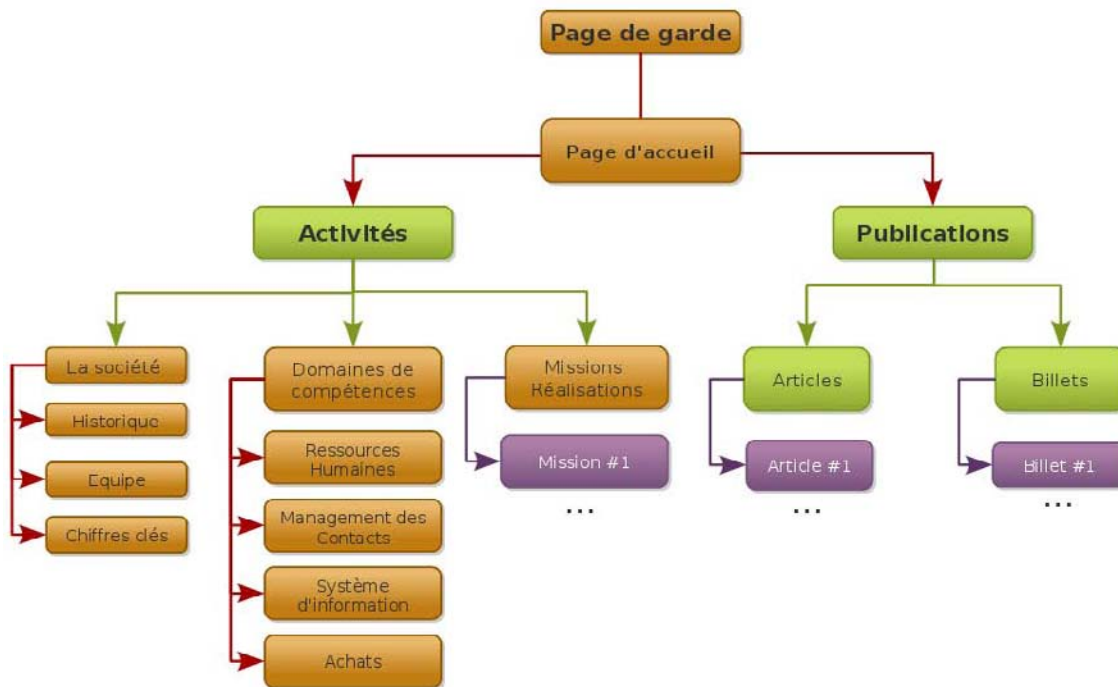 Page de garde
Page d'accueil
Activités
Publications
La société
Historique
Equipe
Chiffres clés
Domaines de
compétences
Ressources
Humaines
Management des
Contacts
Système
d'information
Achats
Missions
Réalisations
Mission #1
...
Articles
Article #1
...
Billets
Billet #1
...